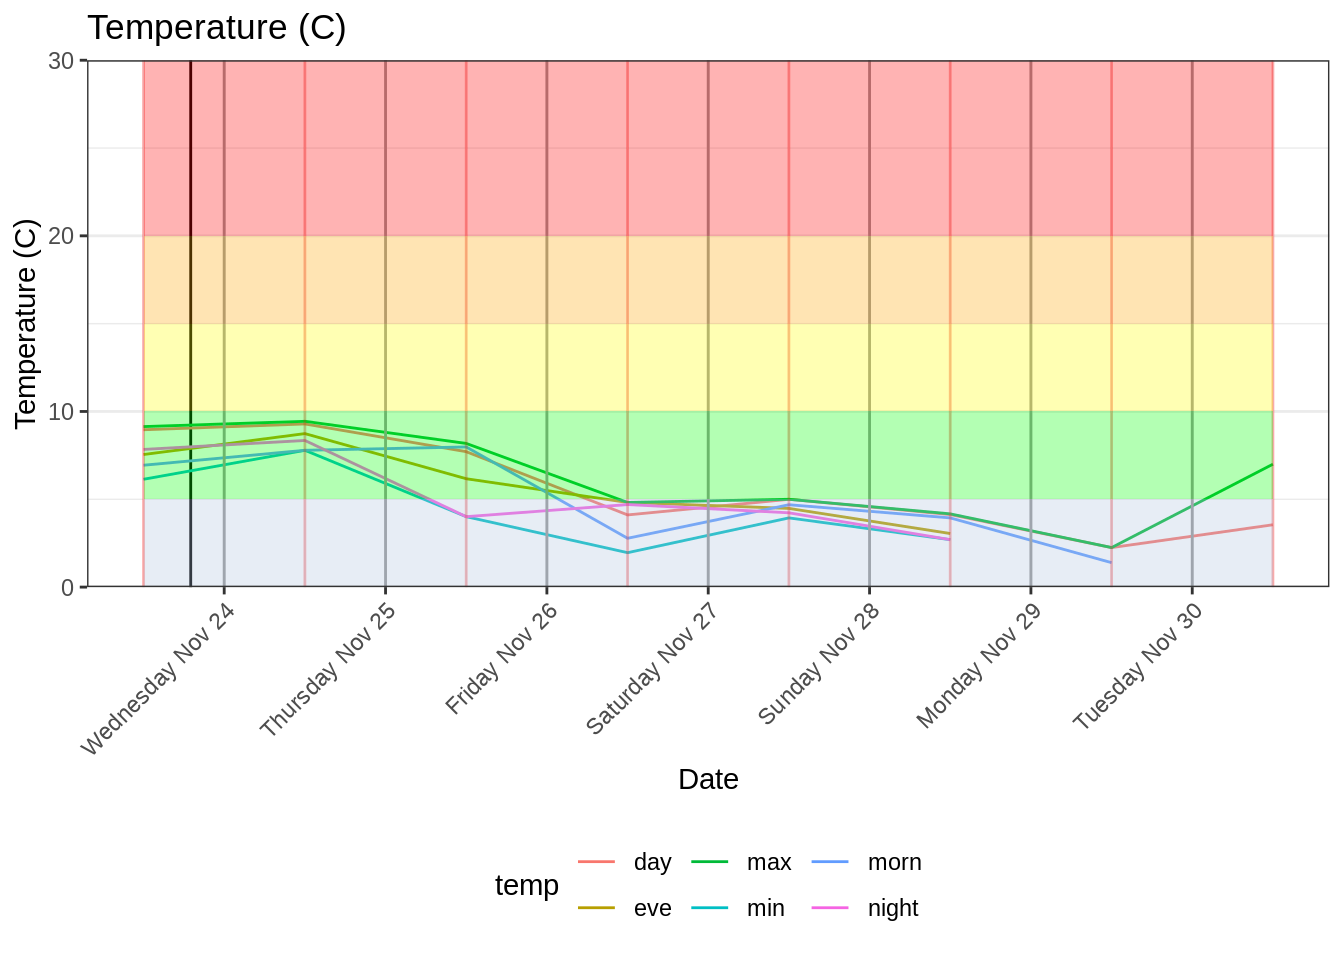 Temperature (C)
30
20
10
0
Temperature (C)
Wednesday Nov 24
Thursday Nov 25
Friday Nov 26
Saturday Nov 27
Sunday Nov 28
Monday Nov 29
Tuesday Nov 30
Date
temp
day max morn
eve min night